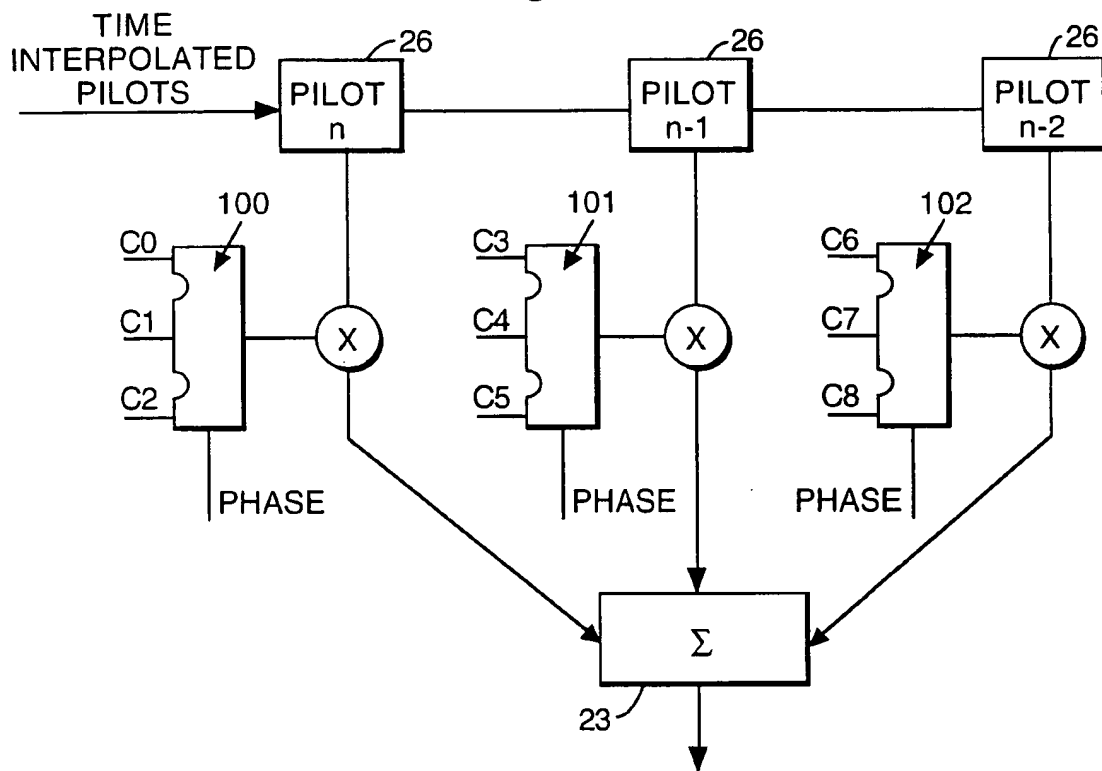 TIME
INTERPOLATED
PILOTS
26
26
26
PILOT
n
PILOT
n-1
PILOT
n-2
100
101
102
C0
C1
C2
C3
C4
C5
C6
C7
C8
X
X
X
PHASE
PHASE
PHASE
Σ
23